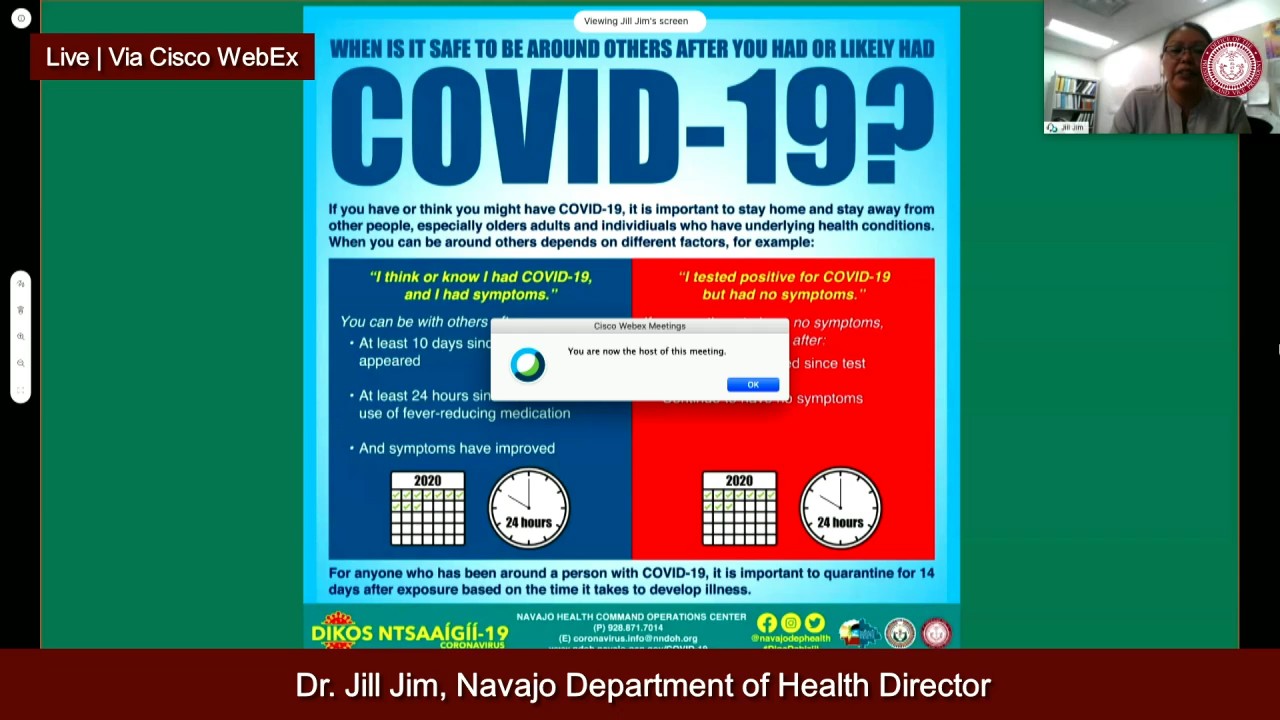 Viewing Jill Jim's screen
Live | Via Cisco WebEx
WHEN IS IT SAFE TO BE AROUND OTHERS AFTER YOU HAD OR LIKELY HAD
COVID-19?
Jill Jim
If you have or think you might have COVID-19, it is important to stay home and stay away from
other people, especially olders adults and individiuals who have underlying health conditions.
When you can be around others depends on different factors, for example:
"I think or know I had COVID-19,
and I had symptoms."
You can be with others
• At least 10 days
appeared
• At least 24 hours
use of fever-reducing medication
• And symptoms have improved
2020
24 hours
"I tested positive for COVID-19
but had no symptoms."
no symptoms,
after:
since test
Continue to have no symptoms
2020
24 hours
Cisco Webex Meetings
You are now the host of this meeting.
OK
For anyone who has been around a person with COVID-19, it is important to quarantine for 14
days after exposure based on the time it takes to develop illness.
DIKOS NTSAAÍGÍÍ-19
CORONAVIRUS
NAVAJO HEALTH COMMAND OPERATIONS CENTER
(P) 928.871.7014
(E) coronavirus.info@nndoh.org
@navajodephealth
Dr. Jill Jim, Navajo Department of Health Director